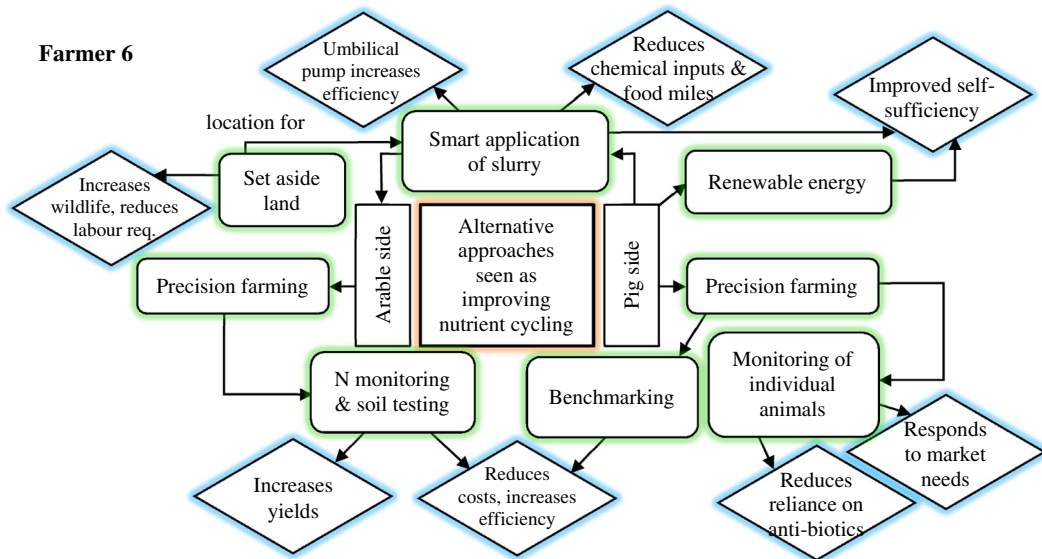 Farmer 6
Umbilical
pump increases
efficiency
Reduces
chemical inputs &
food miles
Improved self-
sufficiency
location for
Smart application
of slurry
Set aside
land
Renewable energy
Increases
wildlife, reduces
labour req.
Arable side
Alternative
approaches
seen as
improving
nutrient cycling
Pig side
Precision farming
Precision farming
N monitoring
& soil testing
Benchmarking
Monitoring of
individual
animals
Increases
yields
Reduces
costs, increases
efficiency
Reduces
reliance on
anti-biotics
Responds
to market
needs